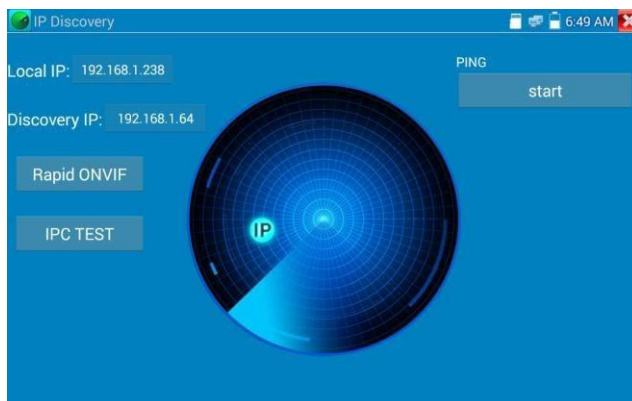 IP Discovery
6:49 AM
Local IP: 192.168.1.238
PING
start
Discovery IP: 192.168.1.64
Rapid ONVIF
IP
IPC TEST